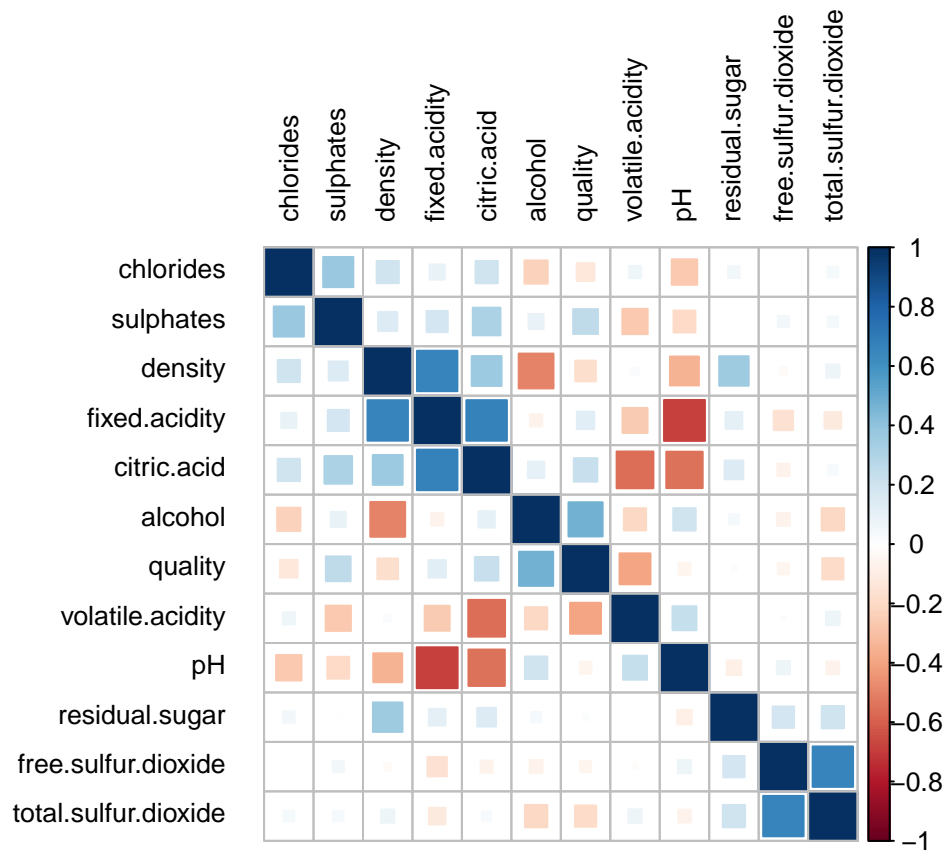 chlorides
sulphates
density
fixed.acidity
citric.acid
alcohol
quality
volatile.acidity
pH
residual.sugar
free.sulfur.dioxide
total.sulfur.dioxide
chlorides
sulphates
density
fixed.acidity
citric.acid
alcohol
quality
volatile.acidity
pH
residual.sugar
free.sulfur.dioxide
total.sulfur.dioxide
1
0.8
0.6
0.4
0.2
0
−0.2
−0.4
−0.6
−0.8
−1